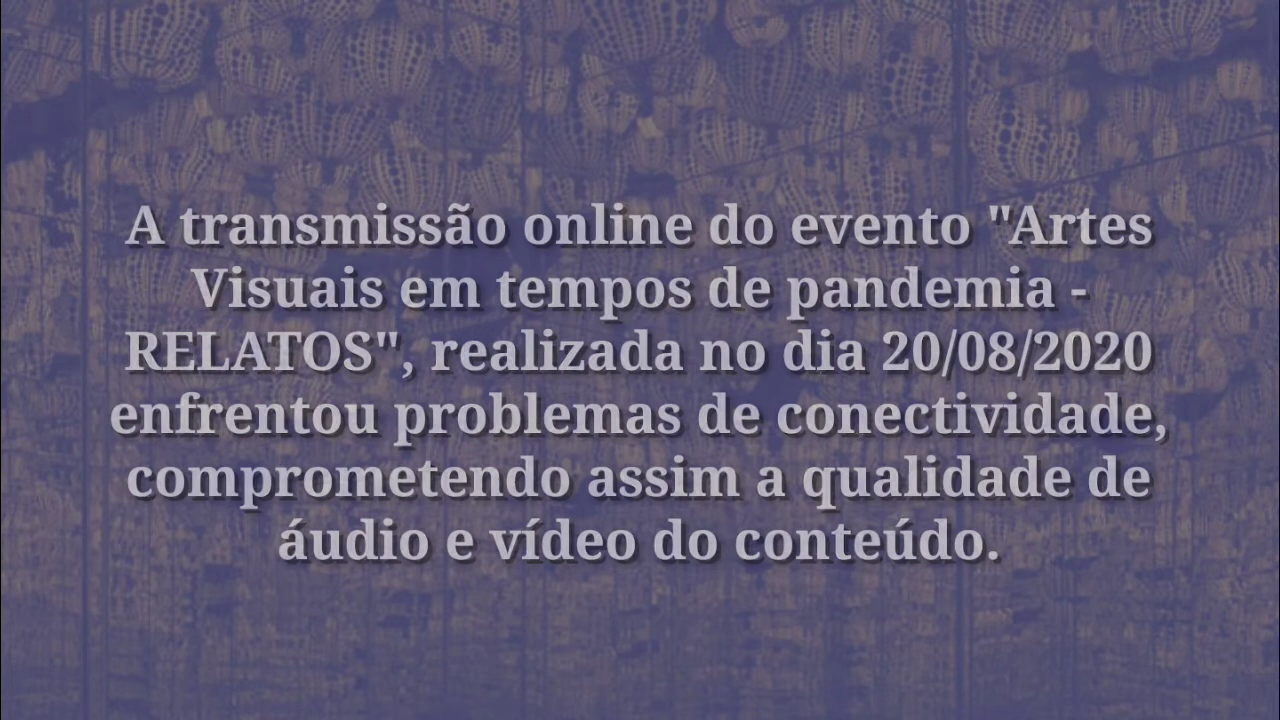 A transmissão online do evento "Artes
Visuais em tempos de pandemia -
RELATOS", realizada no dia 20/08/2020
enfrentou problemas de conectividade,
comprometendo assim a qualidade de
áudio e vídeo do conteúdo.